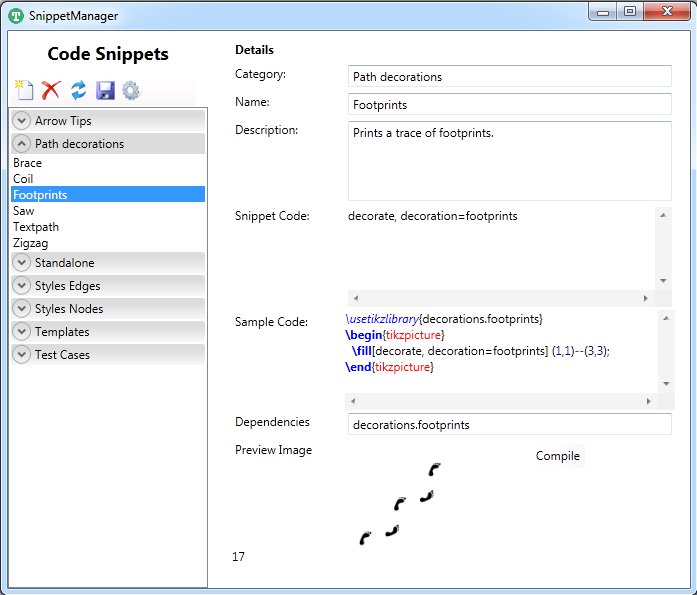 SnippetManager
Code Snippets
Arrow Tips
Path decorations
Brace
Coil
Footprints
Saw
Textpath
Zigzag
Standalone
Styles Edges
Styles Nodes
Templates
Test Cases
Details
Category:
Path decorations
Name:
Footprints
Description:
Prints a trace of footprints.
Snippet Code:
decorate, decoration=footprints
Sample Code:
\usetikzlibrary{decorations.footprints}
\begin{tikzpicture}
\fill[decorate, decoration=footprints] (1,1)--(3,3);
\end{tikzpicture}
Dependencies
decorations.footprints
Preview Image
Compile
17